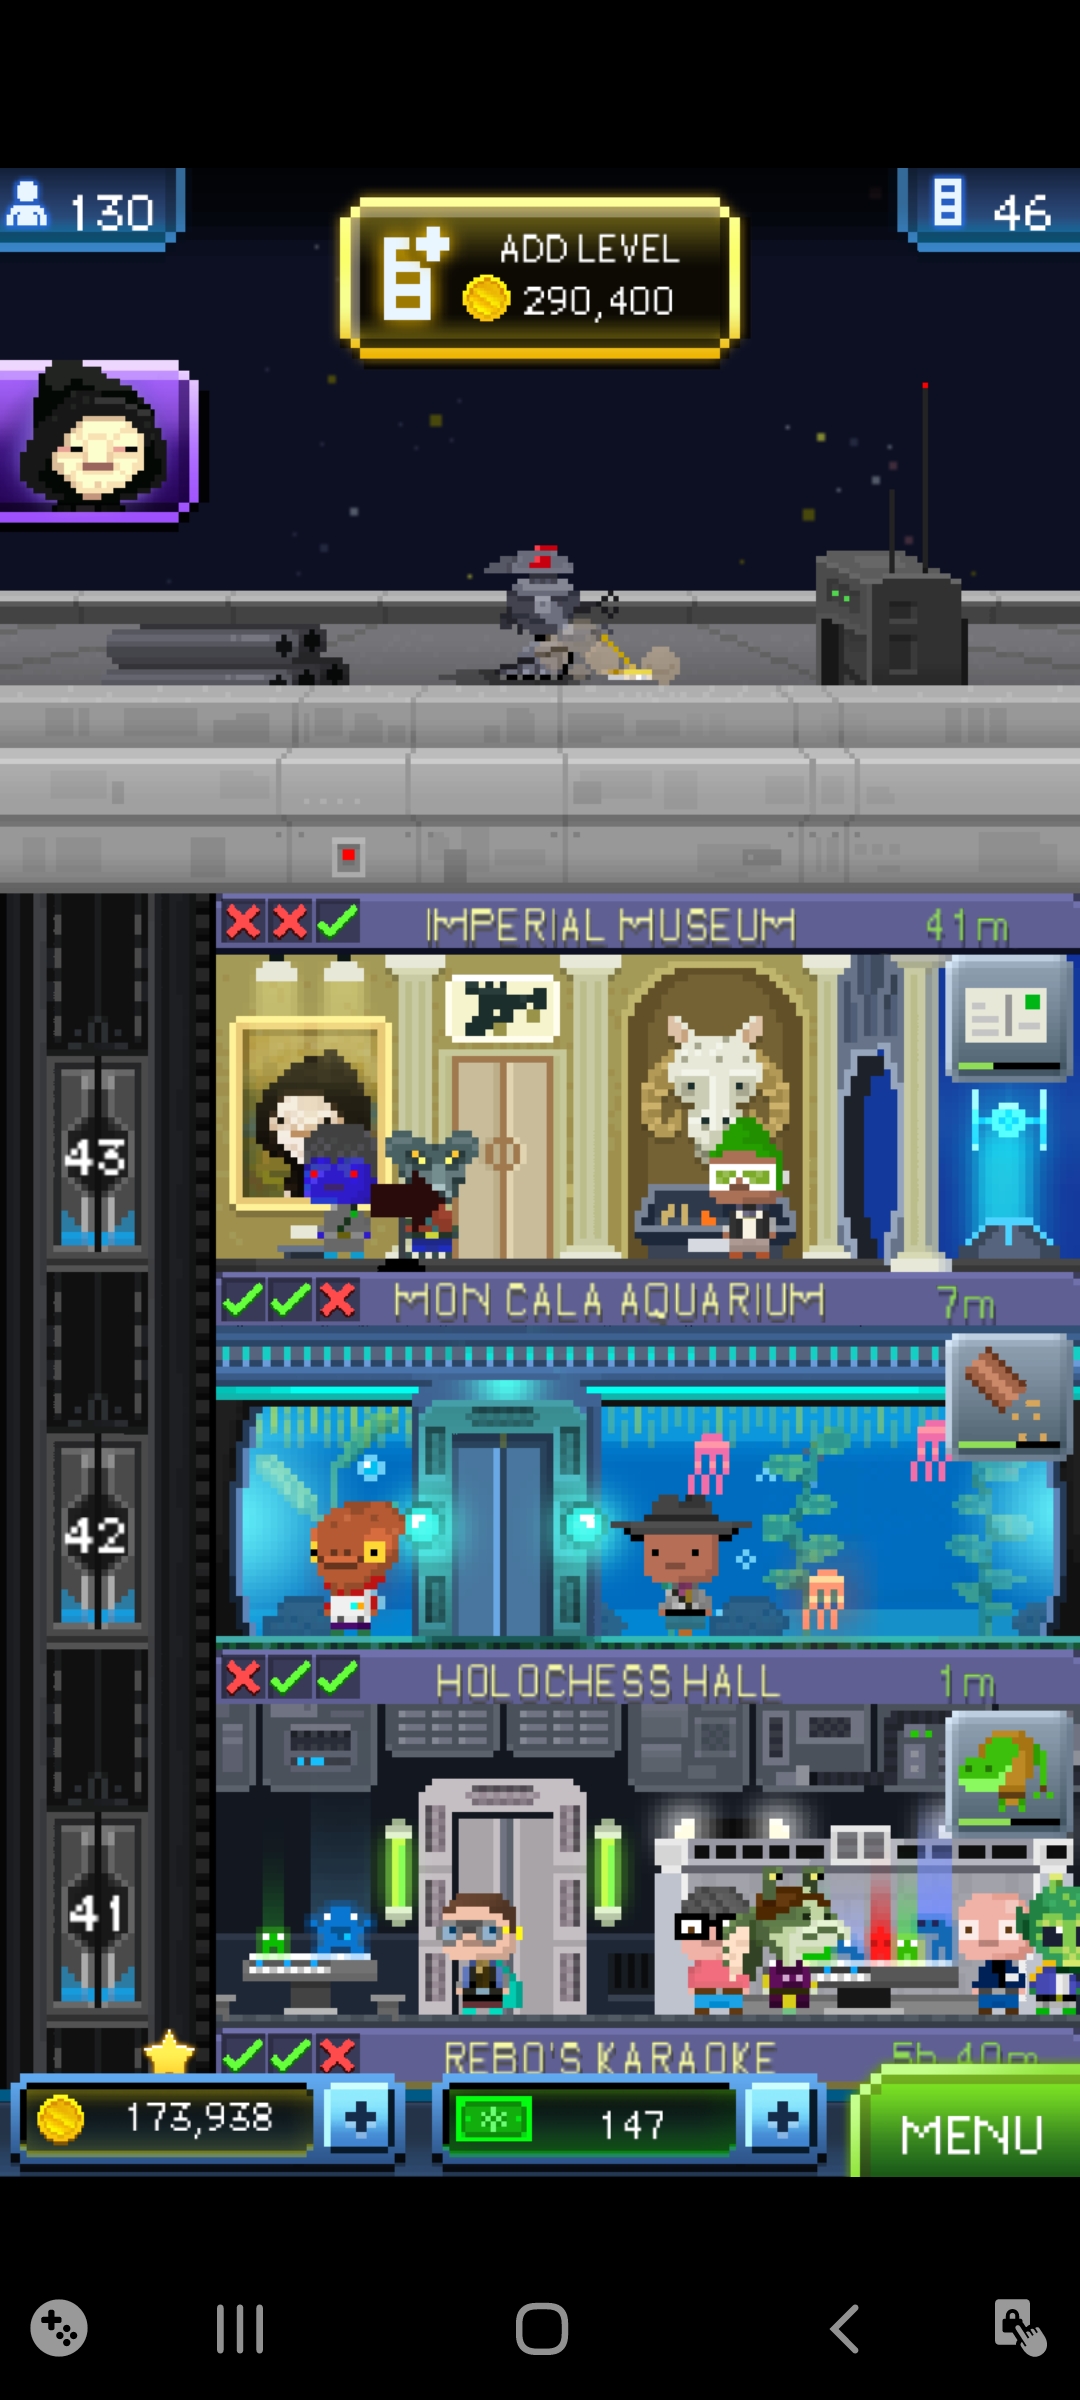 130
ADD LEVEL
290,400
46
IMPERIAL MUSEUM 41m
43
MON CALA AQUARIUM 7m
42
HOLOCHESS HALL 1m
41
REBO'S KARAOKE 5h 40m
173,938
147
MENU